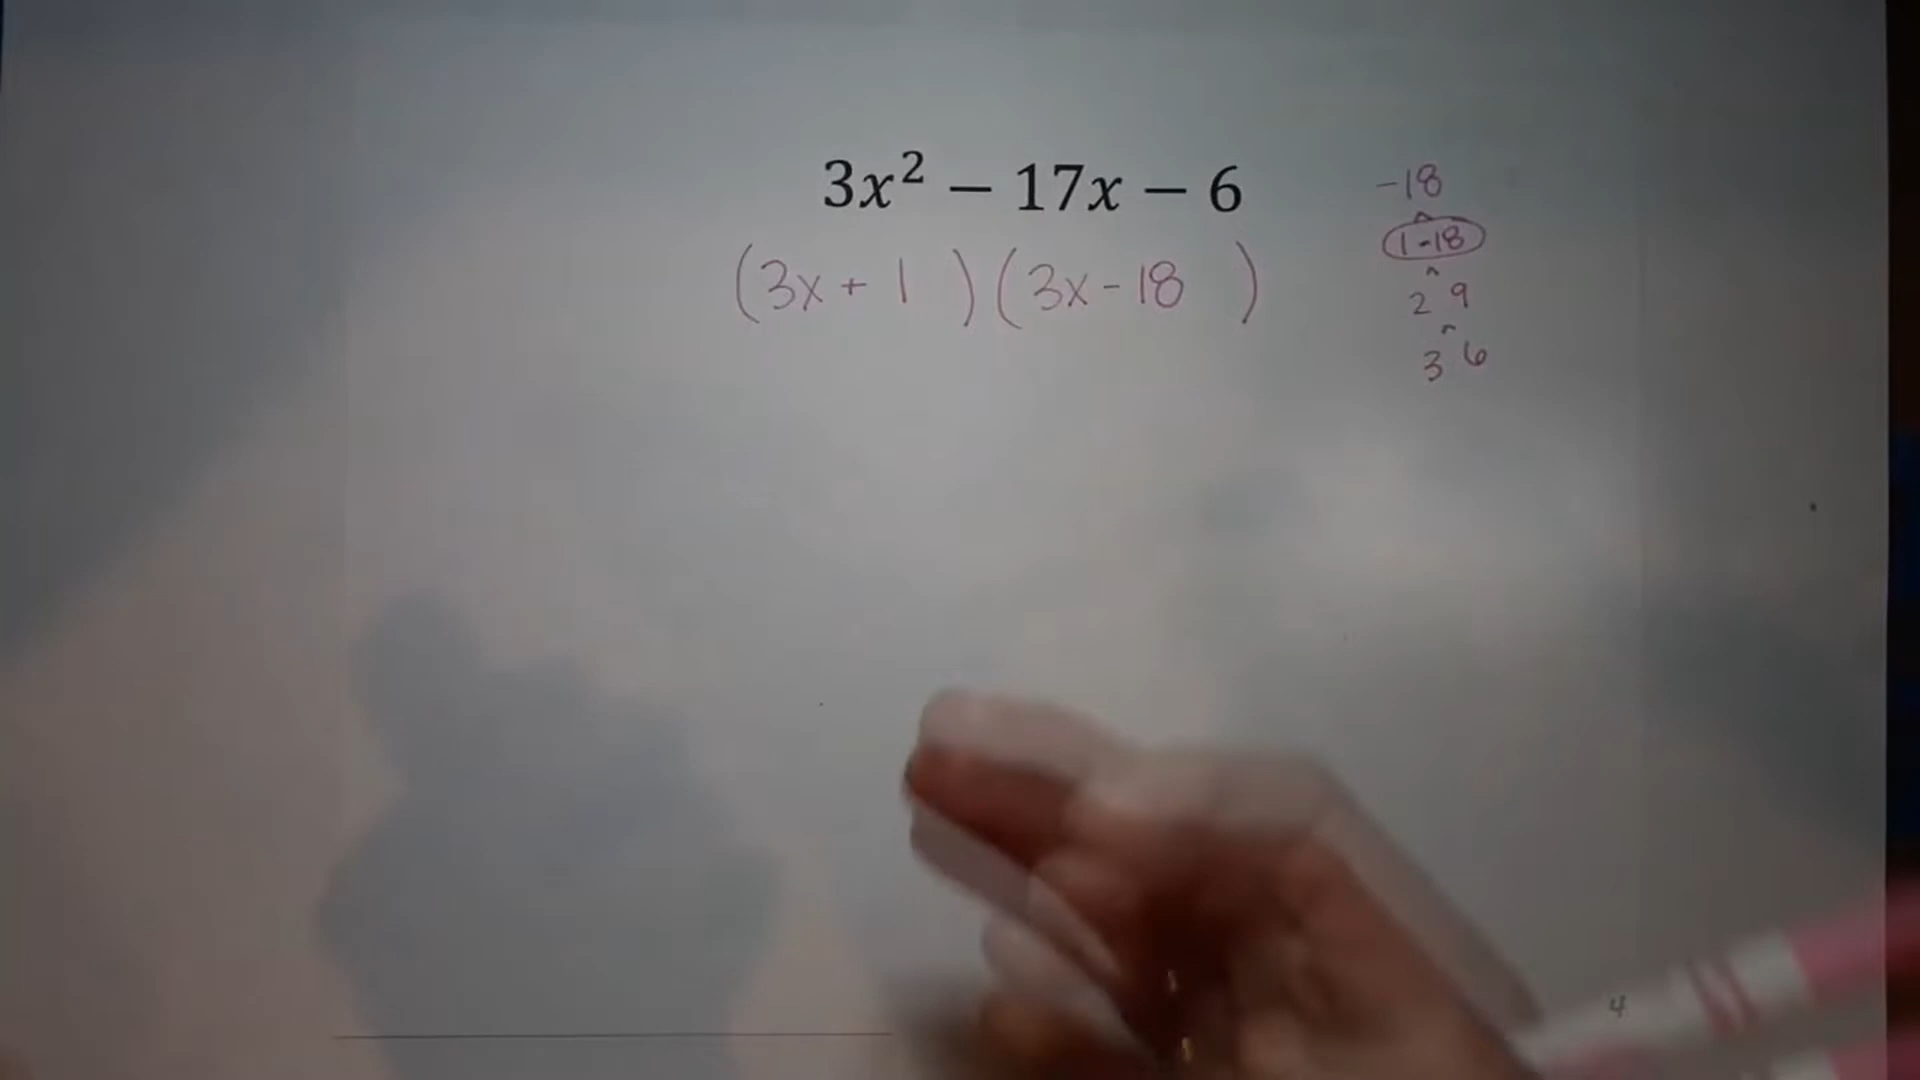 3x² − 17x − 6
(3x + 1 )(3x - 18 )
-18
1 -18
2 9
3 6
4